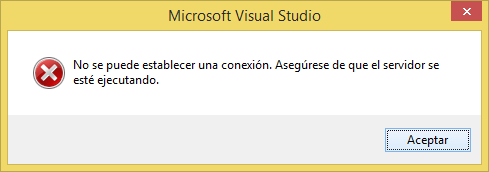 Microsoft Visual Studio
No se puede establecer una conexión. Asegúrese de que el servidor se
esté ejecutando.
Aceptar